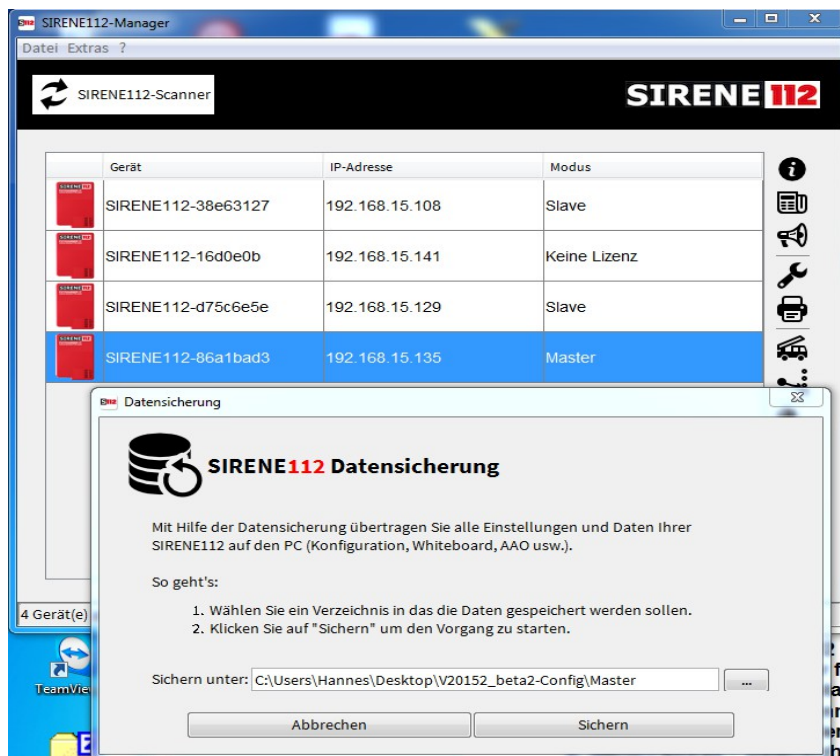 SIRENE112-Manager
Datei Extras ?
SIRENE112-Scanner
SIRENE 112
Gerät IP-Adresse Modus
SIRENE112-38e63127 192.168.15.108 Slave
SIRENE112-16d0e0b 192.168.15.141 Keine Lizenz
SIRENE112-d75c6e5e 192.168.15.129 Slave
SIRENE112-86a1bad3 192.168.15.135 Master
Datensicherung
SIRENE112 Datensicherung
Mit Hilfe der Datensicherung übertragen Sie alle Einstellungen und Daten Ihrer
SIRENE112 auf den PC (Konfiguration, Whiteboard, AAO usw.).
So geht's:
1. Wählen Sie ein Verzeichnis in das die Daten gespeichert werden sollen.
2. Klicken Sie auf "Sichern" um den Vorgang zu starten.
4 Gerät(e)
Sichern unter: C:\Users\Hannes\Desktop\V20152_beta2-Config\Master ...
TeamVie
Abbrechen Sichern